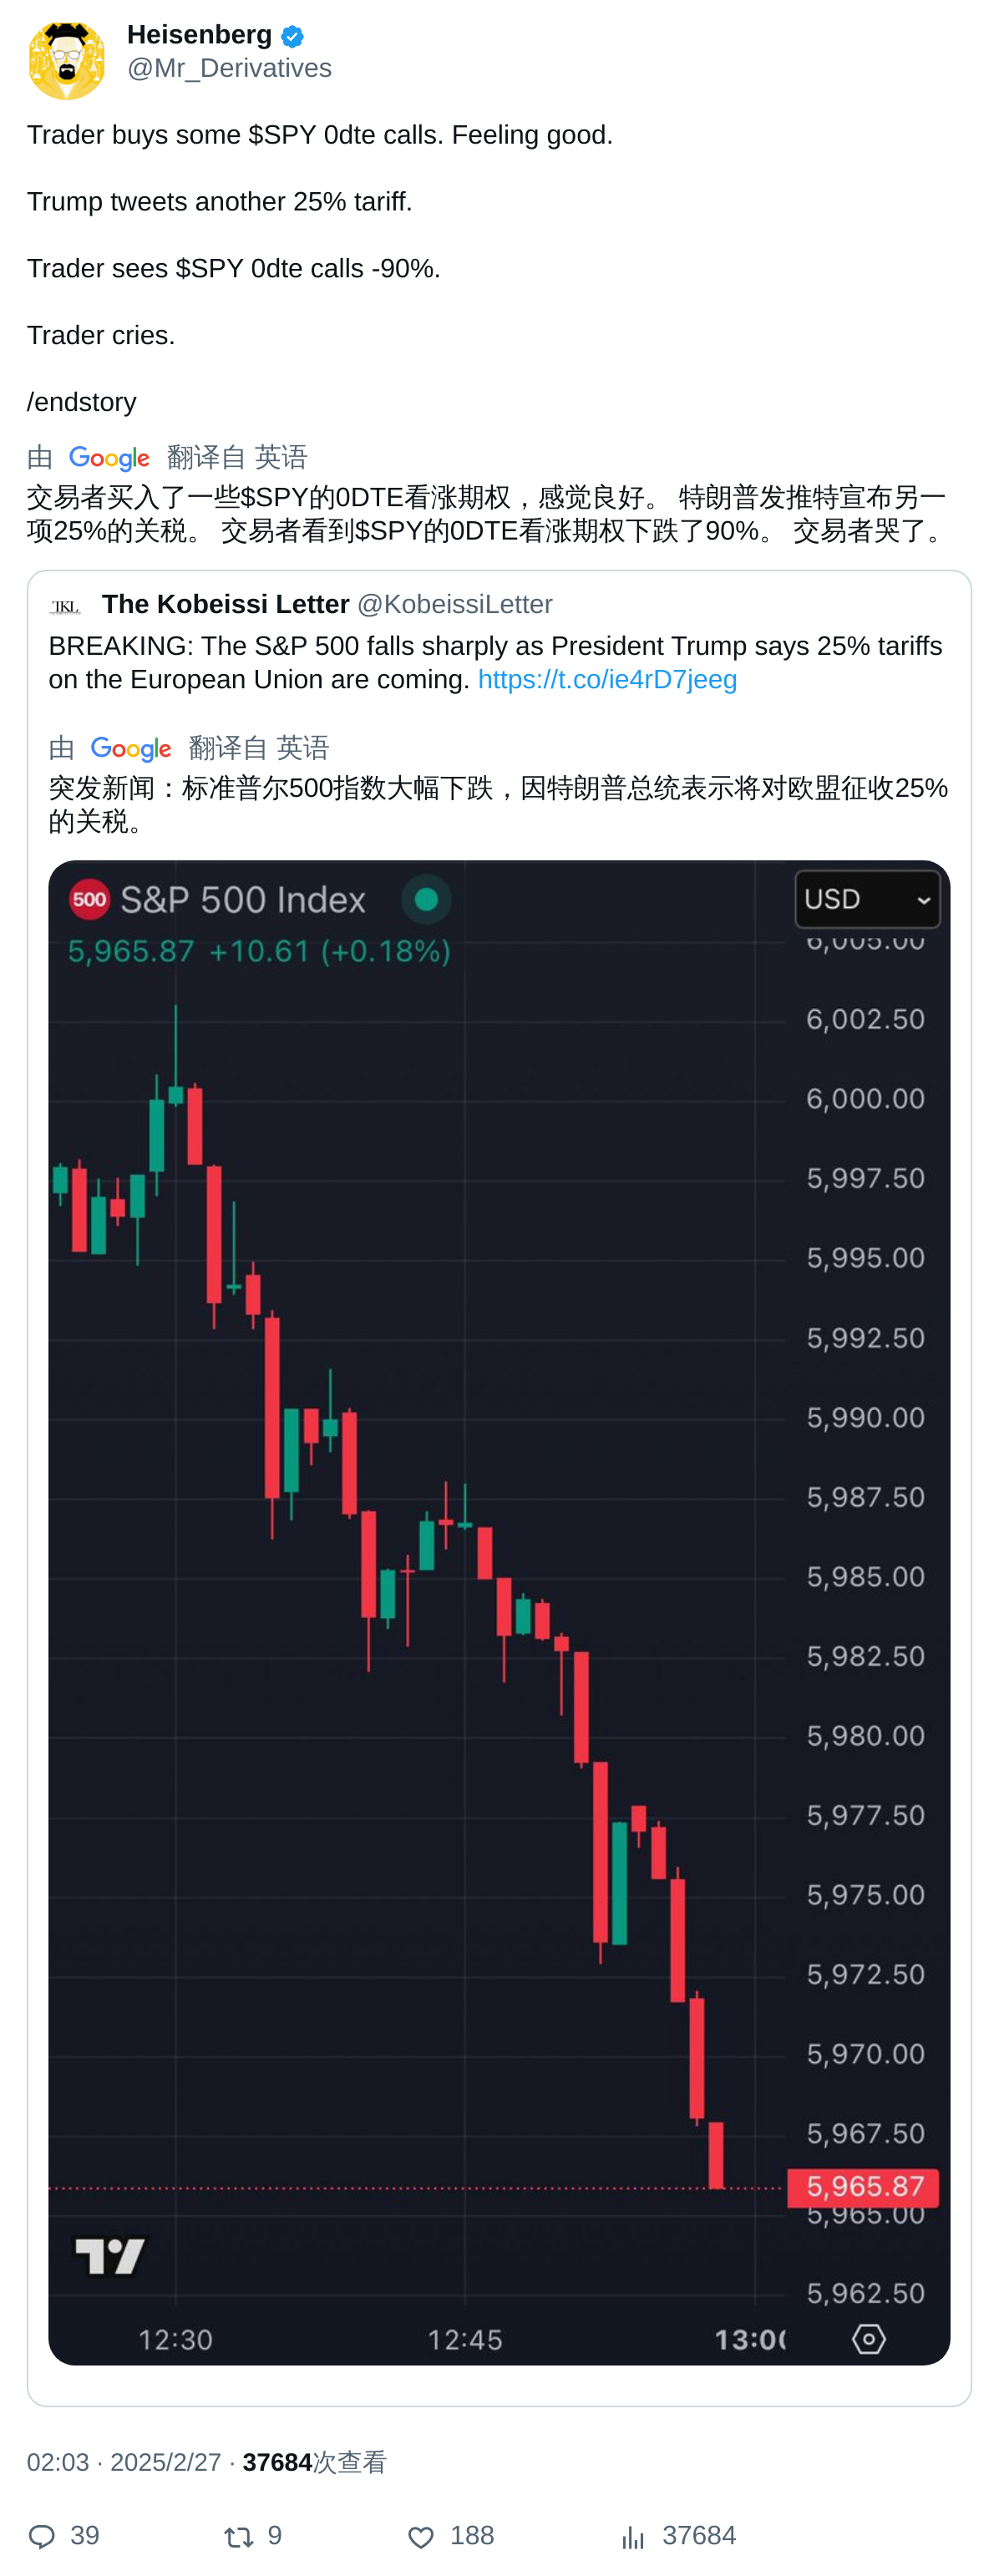 Heisenberg
@Mr_Derivatives
Trader buys some $SPY 0dte calls. Feeling good.
Trump tweets another 25% tariff.
Trader sees $SPY 0dte calls -90%.
Trader cries.
/endstory
由 Google 翻译自 英语
交易者买入了一些$SPY的0DTE看涨期权，感觉良好。 特朗普发推特宣布另一
项25%的关税。 交易者看到$SPY的0DTE看涨期权下跌了90%。 交易者哭了。
TKL The Kobeissi Letter @KobeissiLetter
BREAKING: The S&P 500 falls sharply as President Trump says 25% tariffs
on the European Union are coming. https://t.co/ie4rD7jeeg
由 Google 翻译自 英语
突发新闻：标准普尔500指数大幅下跌，因特朗普总统表示将对欧盟征收25%
的关税。
500 S&P 500 Index USD
5,965.87 +10.61 (+0.18%)
6,005.00
6,002.50
6,000.00
5,997.50
5,995.00
5,992.50
5,990.00
5,987.50
5,985.00
5,982.50
5,980.00
5,977.50
5,975.00
5,972.50
5,970.00
5,967.50
5,965.87
5,965.00
5,962.50
12:30 12:45 13:00
02:03 · 2025/2/27 · 37684次查看
39 9 188 37684